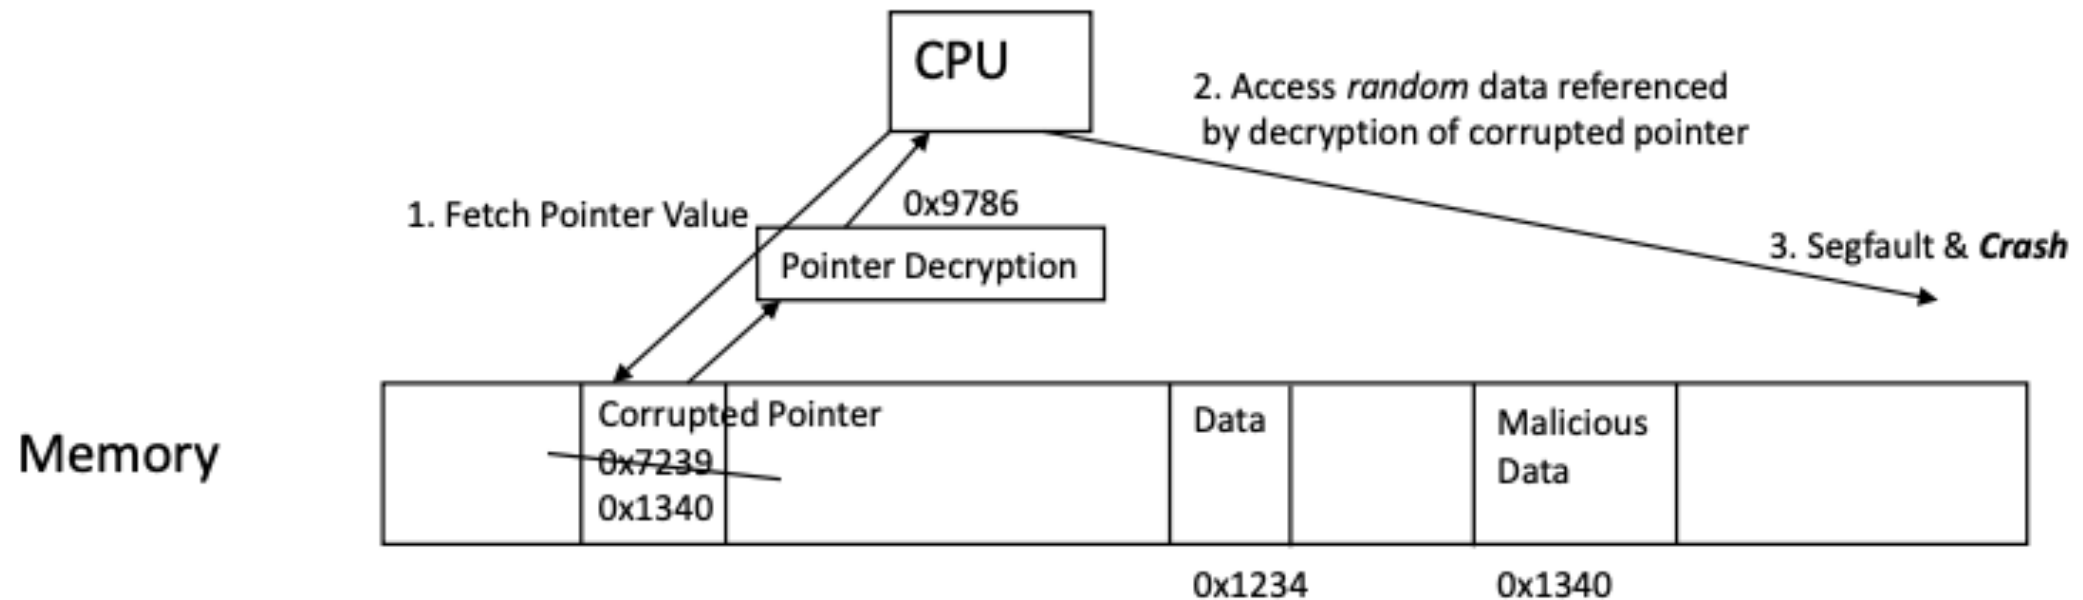 CPU
2. Access random data referenced
by decryption of corrupted pointer
0x9786
1. Fetch Pointer Value
Pointer Decryption
3. Segfault & Crash
Memory
Corrupted Pointer
0x7239
0x1340
Data
Malicious
Data
0x1234
0x1340